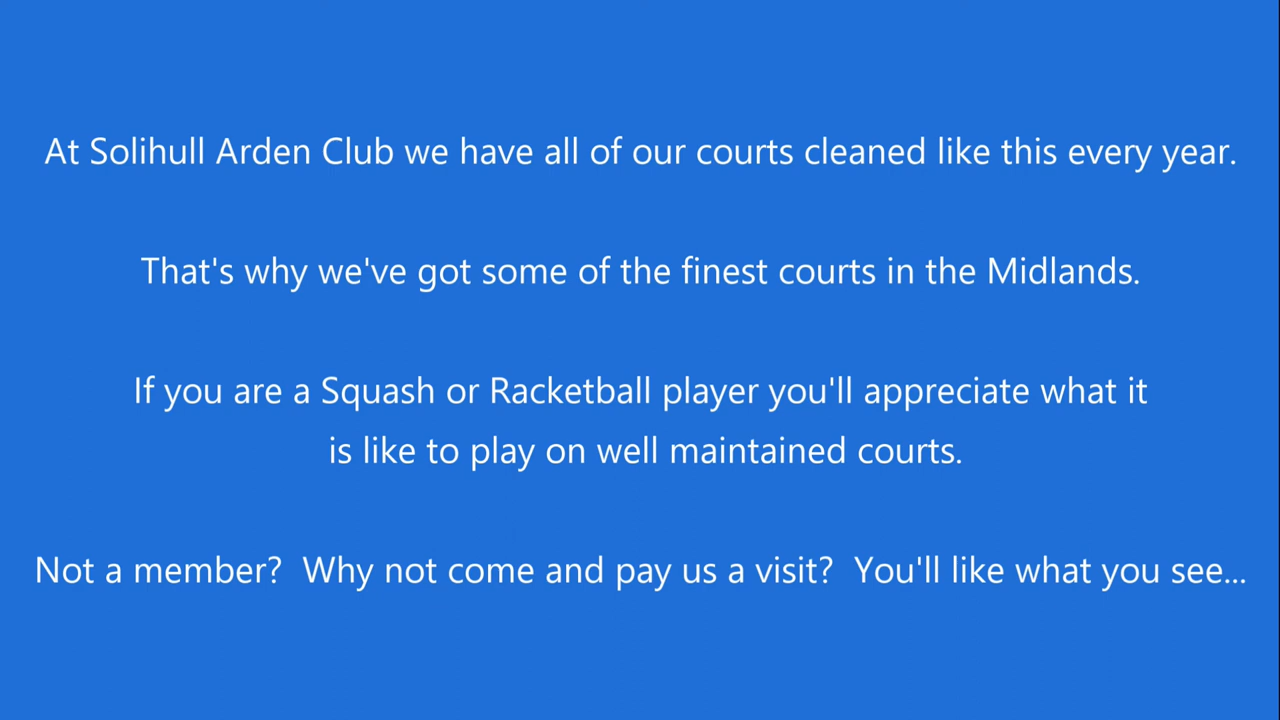 At Solihull Arden Club we have all of our courts cleaned like this every year.
That's why we've got some of the finest courts in the Midlands.
If you are a Squash or Racketball player you'll appreciate what it
is like to play on well maintained courts.
Not a member?  Why not come and pay us a visit?  You'll like what you see...